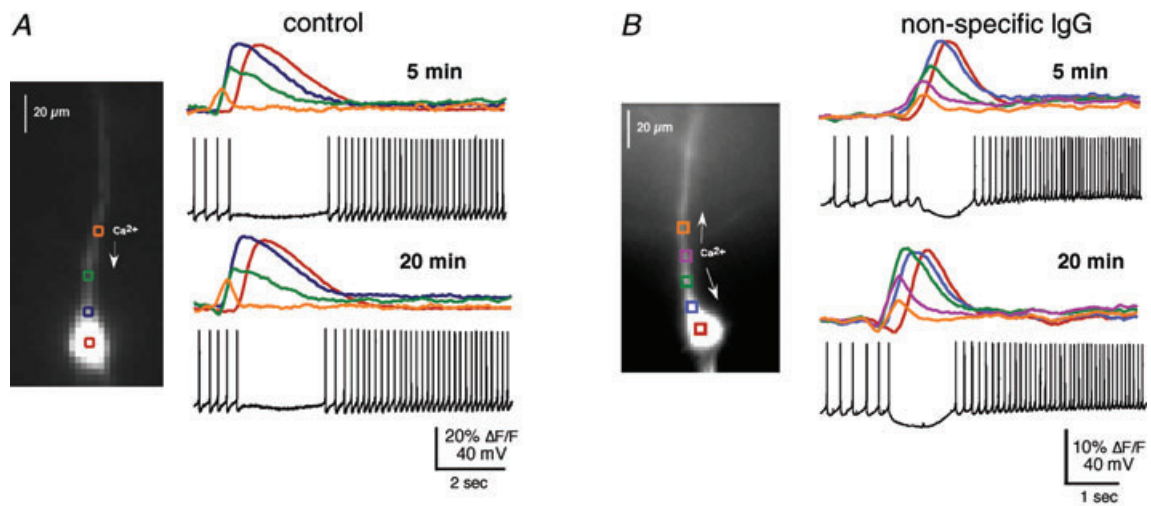 A
control
B
non-specific IgG
5 min
5 min
20 µm
20 µm
Ca²⁺
Ca²⁺
20 min
20 min
20% ΔF/F
40 mV
2 sec
10% ΔF/F
40 mV
1 sec